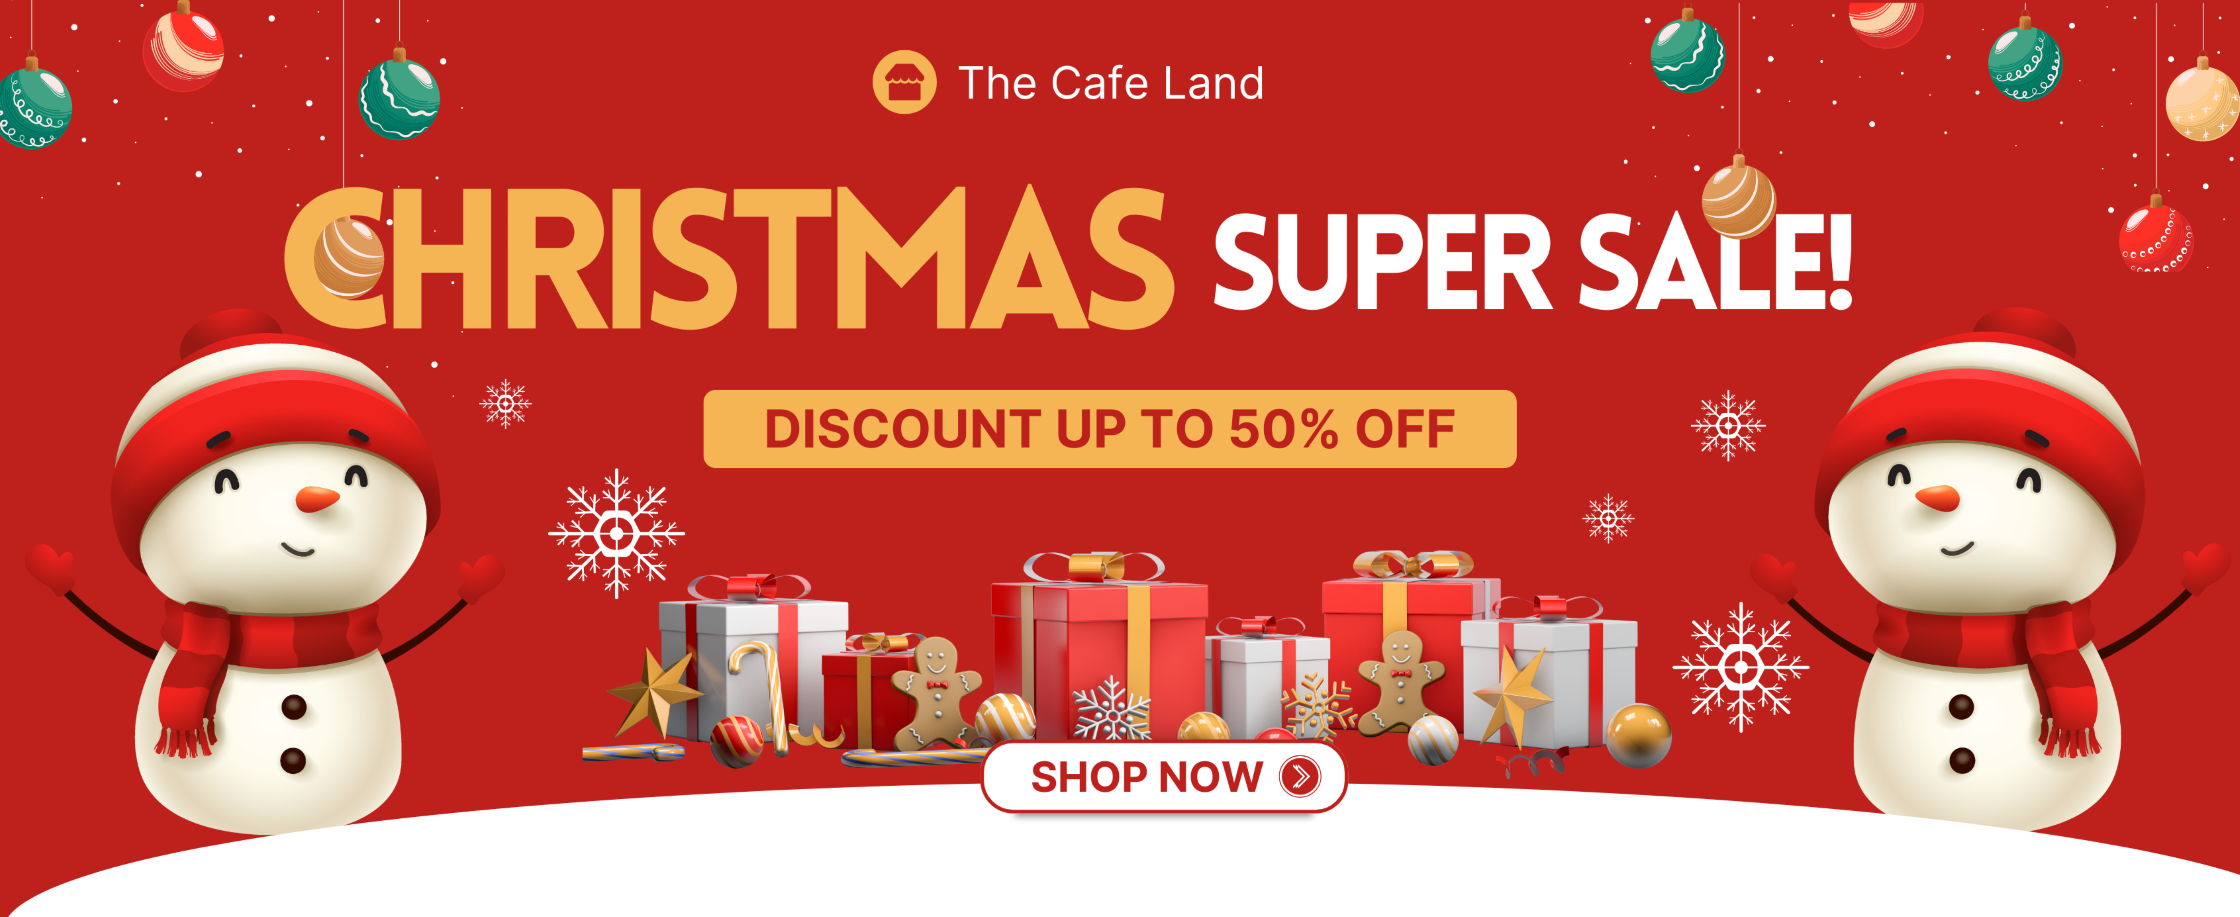 The Cafe Land
CHRISTMAS SUPER SALE!
DISCOUNT UP TO 50% OFF
SHOP NOW